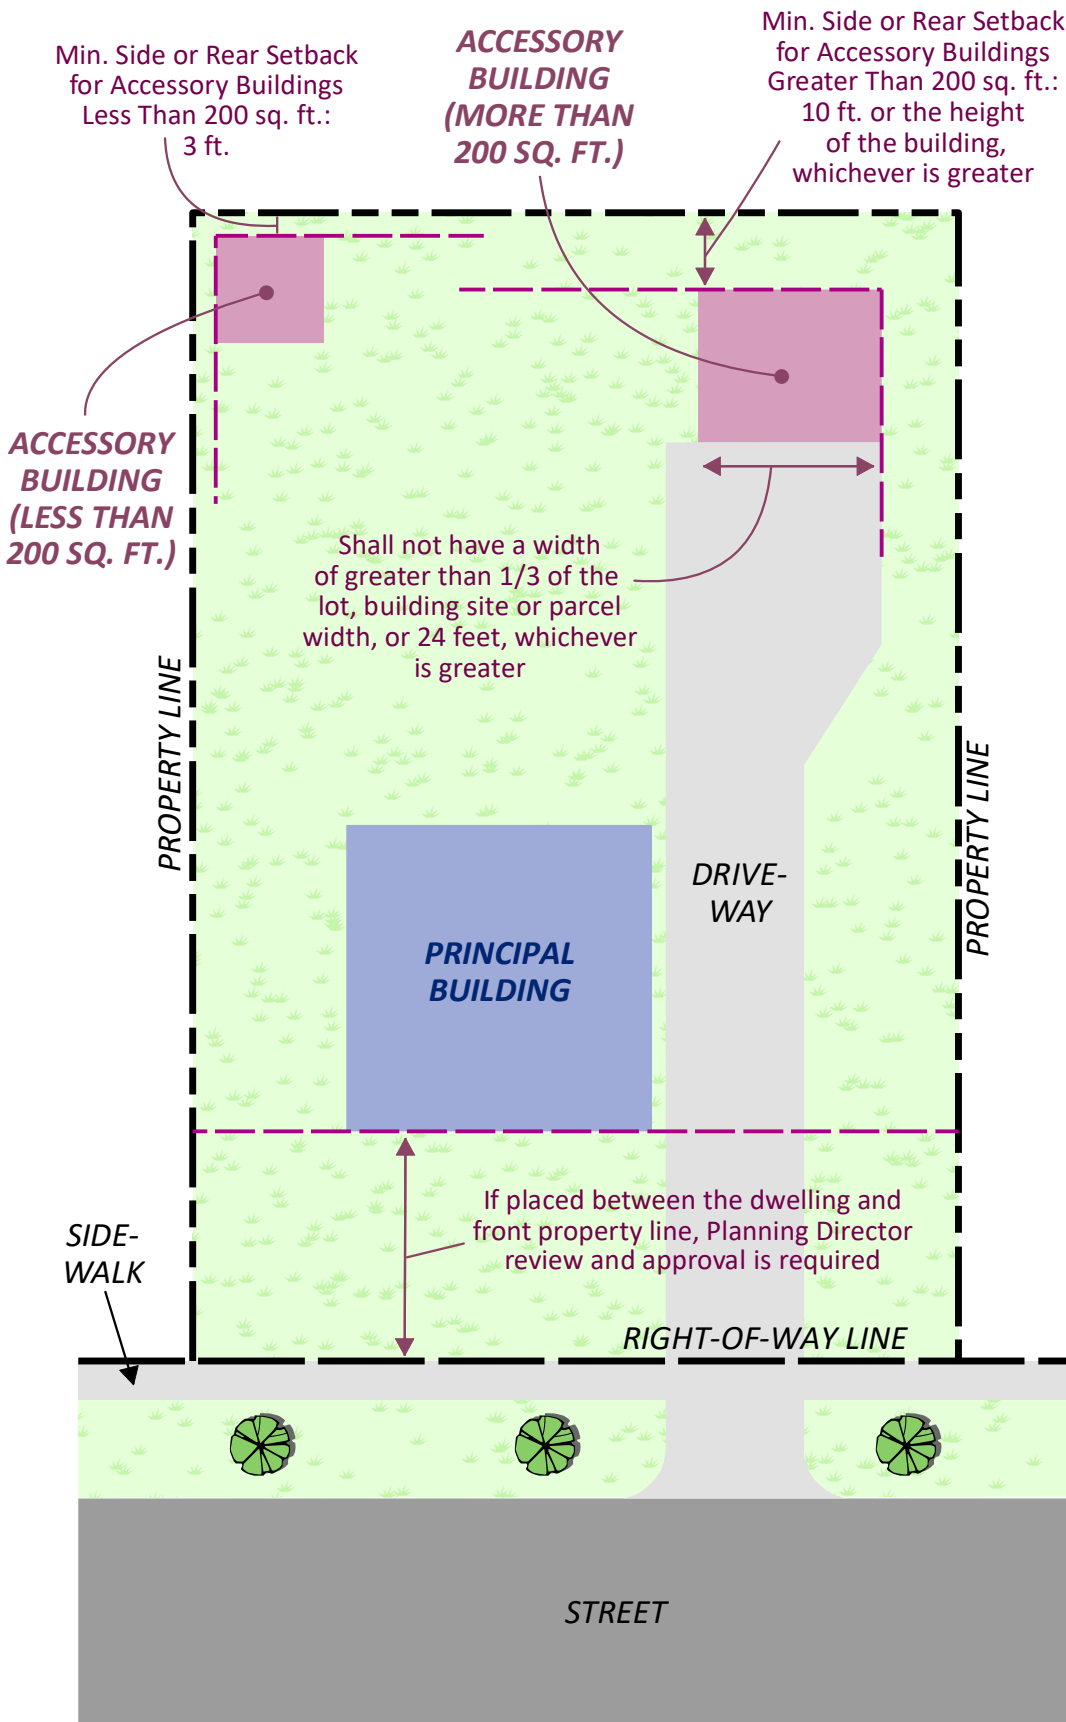 Min. Side or Rear Setback
for Accessory Buildings
Less Than 200 sq. ft.:
3 ft.
ACCESSORY
BUILDING
(MORE THAN
200 SQ. FT.)
Min. Side or Rear Setback
for Accessory Buildings
Greater Than 200 sq. ft.:
10 ft. or the height
of the building,
whichever is greater
ACCESSORY
BUILDING
(LESS THAN
200 SQ. FT.)
Shall not have a width
of greater than 1/3 of the
lot, building site or parcel
width, or 24 feet, whichever
is greater
PROPERTY LINE
PROPERTY LINE
DRIVE-
WAY
PRINCIPAL
BUILDING
If placed between the dwelling and
front property line, Planning Director
review and approval is required
SIDE-
WALK
RIGHT-OF-WAY LINE
STREET